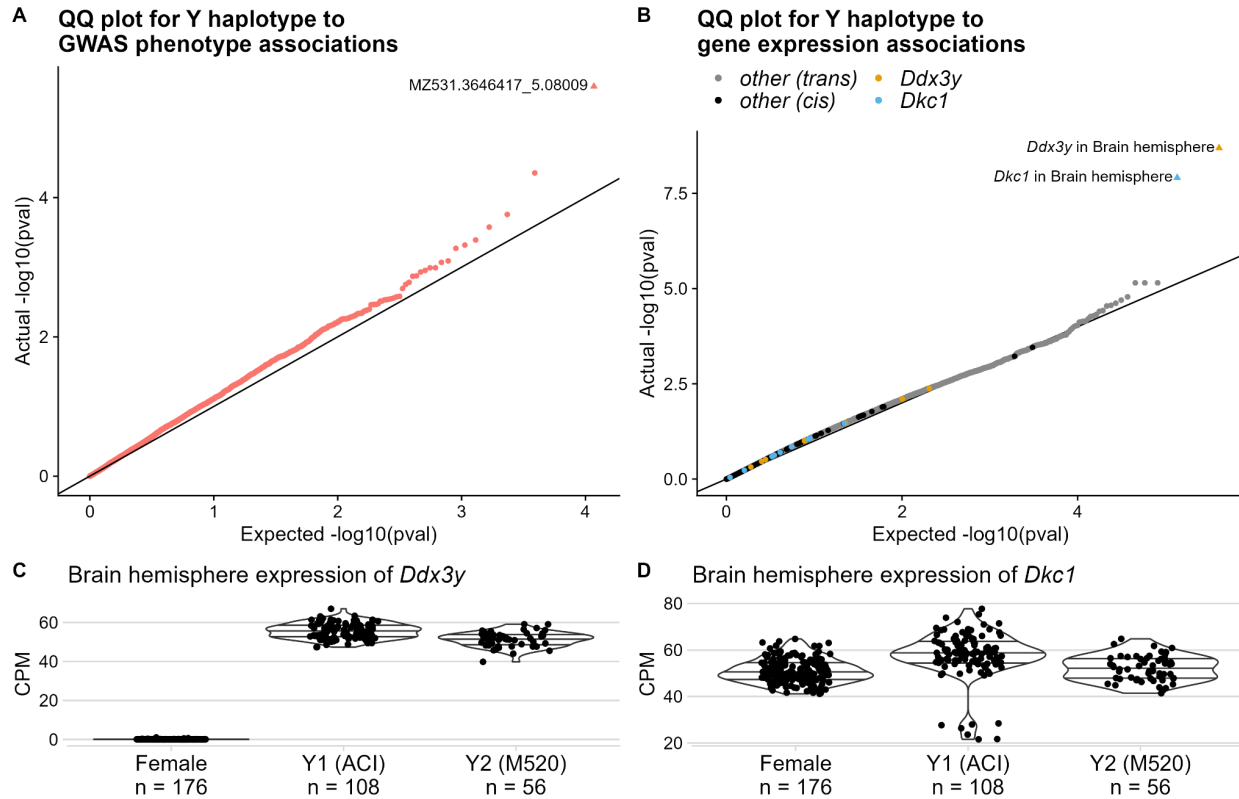 A
QQ plot for Y haplotype to
GWAS phenotype associations
MZ531.3646417_5.08009
4
2
0
Actual -log10(pval)
0 1 2 3 4
Expected -log10(pval)
B
QQ plot for Y haplotype to
gene expression associations
other (trans) Ddx3y
other (cis) Dkc1
Ddx3y in Brain hemisphere
Dkc1 in Brain hemisphere
7.5
5.0
2.5
0.0
Actual -log10(pval)
0 2 4
Expected -log10(pval)
C
Brain hemisphere expression of Ddx3y
60
40
20
0
CPM
Female Y1 (ACI) Y2 (M520)
n = 176 n = 108 n = 56
D
Brain hemisphere expression of Dkc1
80
60
40
20
CPM
Female Y1 (ACI) Y2 (M520)
n = 176 n = 108 n = 56